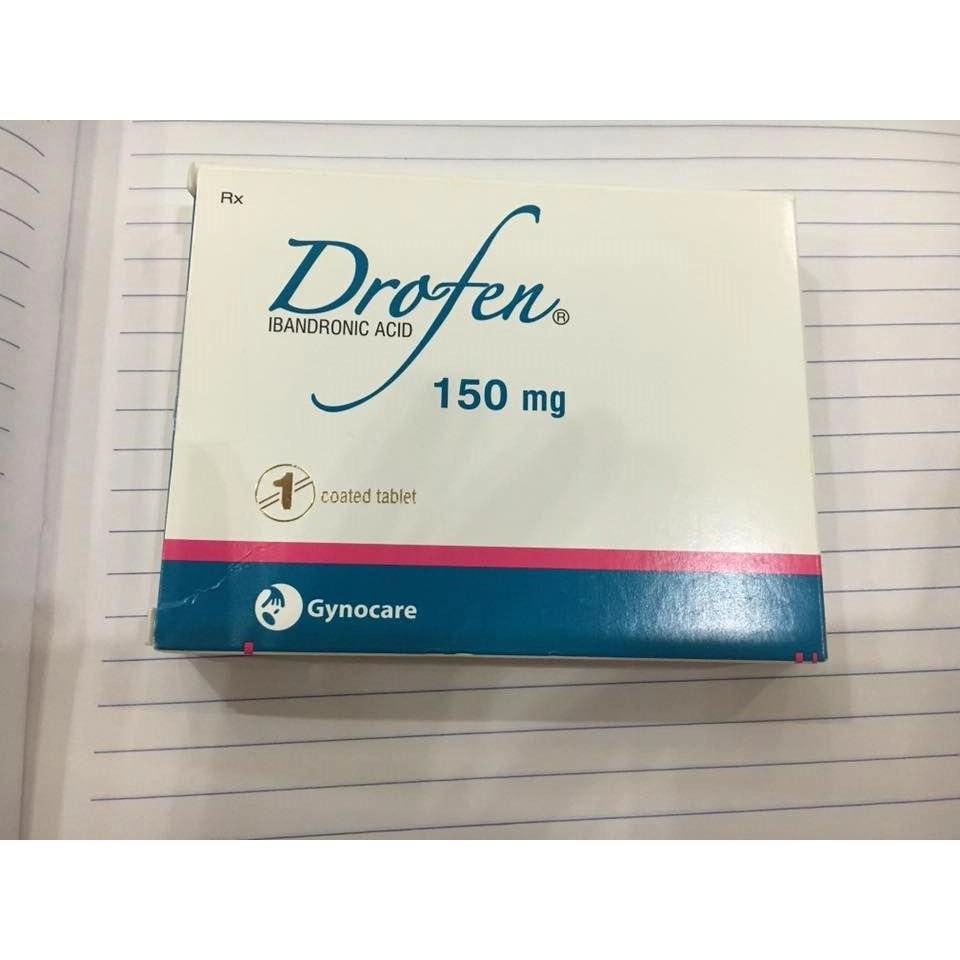 Rx
Drofen®
IBANDRONIC ACID
150 mg
1 coated tablet
Gynocare